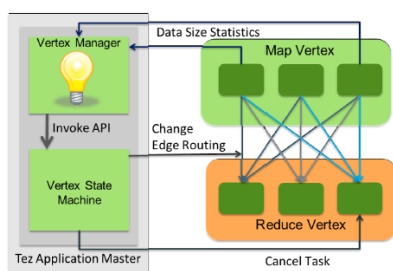 Data Size Statistics
Vertex Manager
Map Vertex
Invoke API
Change
Edge Routing
Vertex State
Machine
Reduce Vertex
Tez Application Master
Cancel Task